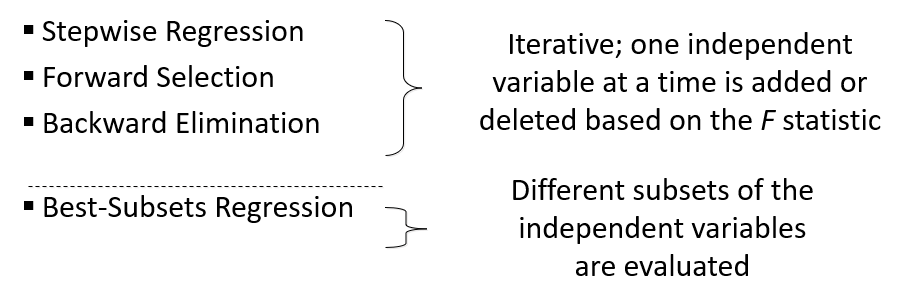 ▪ Stepwise Regression
▪ Forward Selection
▪ Backward Elimination
Iterative; one independent
variable at a time is added or
deleted based on the F statistic
▪ Best-Subsets Regression
Different subsets of the
independent variables
are evaluated